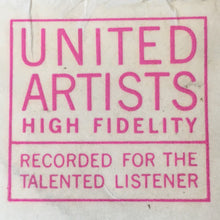 UNITED
ARTISTS
HIGH FIDELITY
RECORDED FOR THE
TALENTED LISTENER